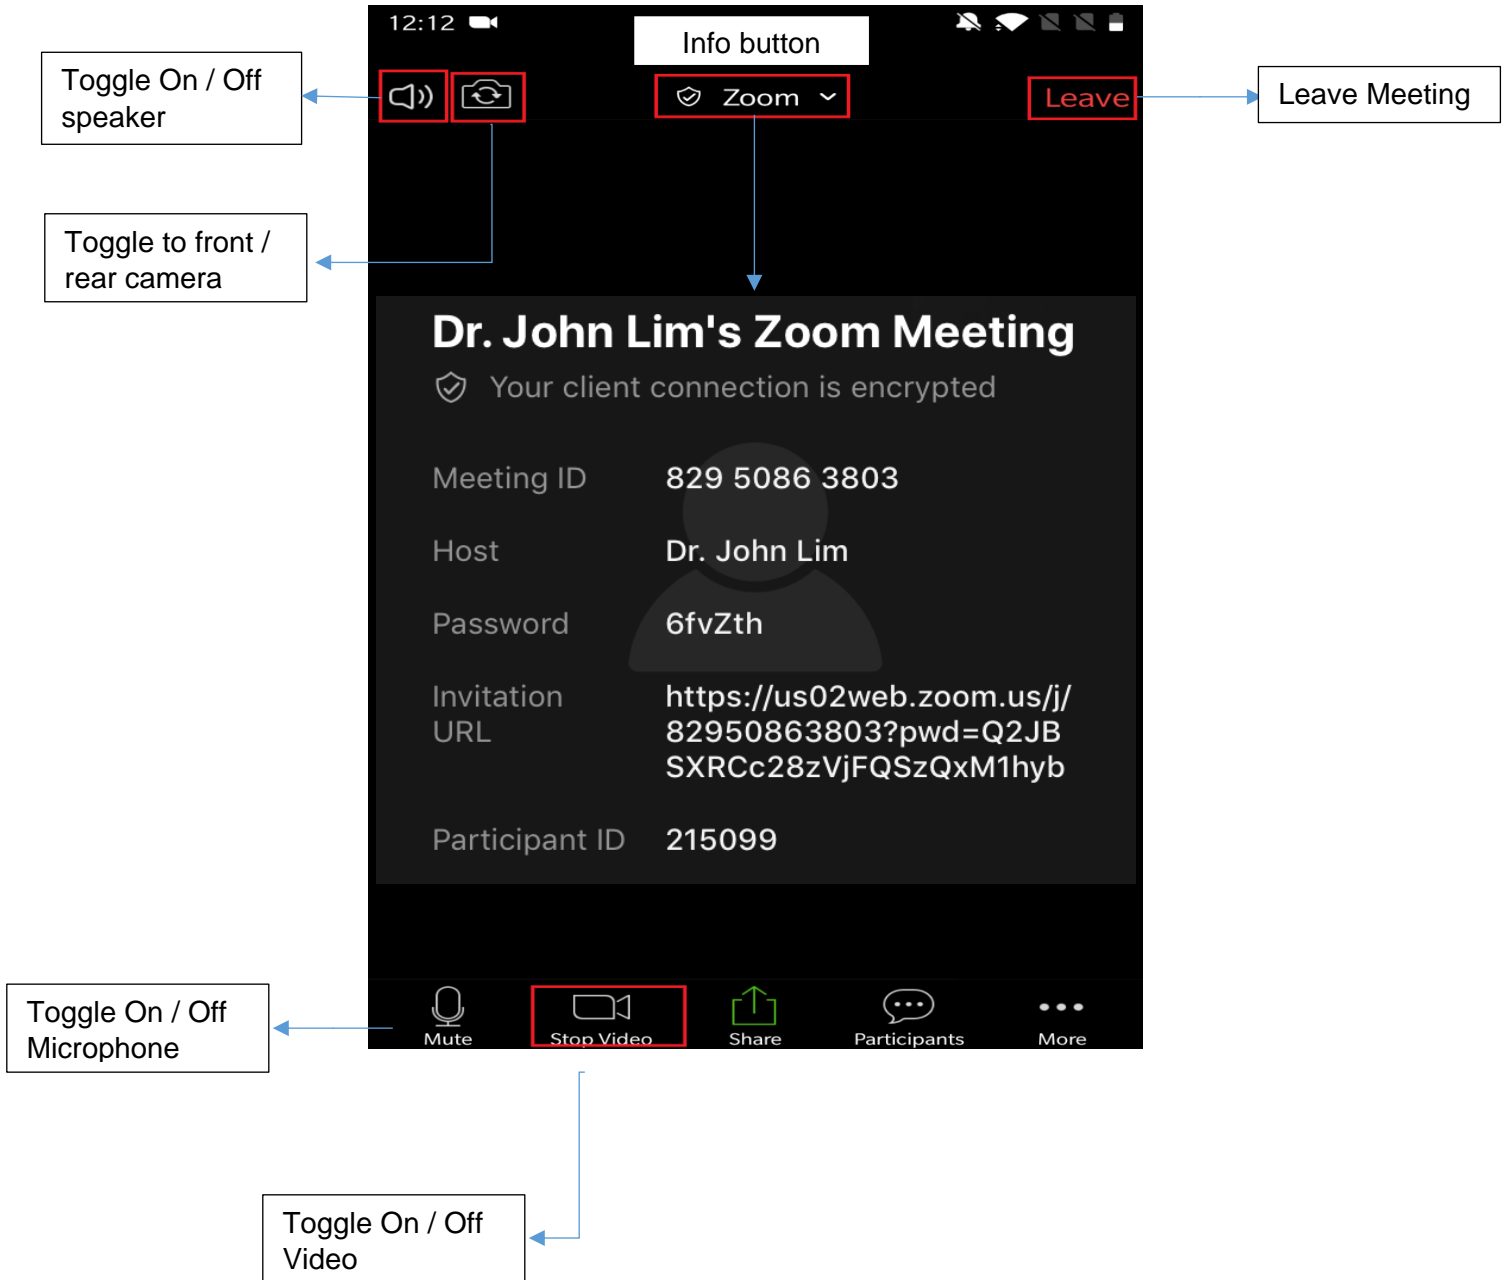 12:12
Info button
Toggle On / Off
speaker
Zoom
Leave
Leave Meeting
Toggle to front /
rear camera
Dr. John Lim's Zoom Meeting
Your client connection is encrypted
Meeting ID 829 5086 3803
Host Dr. John Lim
Password 6fvZth
Invitation
URL
https://us02web.zoom.us/j/
82950863803?pwd=Q2JB
SXRCc28zVjFQSzQxM1hyb
Participant ID 215099
Toggle On / Off
Microphone
Mute
Stop Video
Share
Participants
More
Toggle On / Off
Video